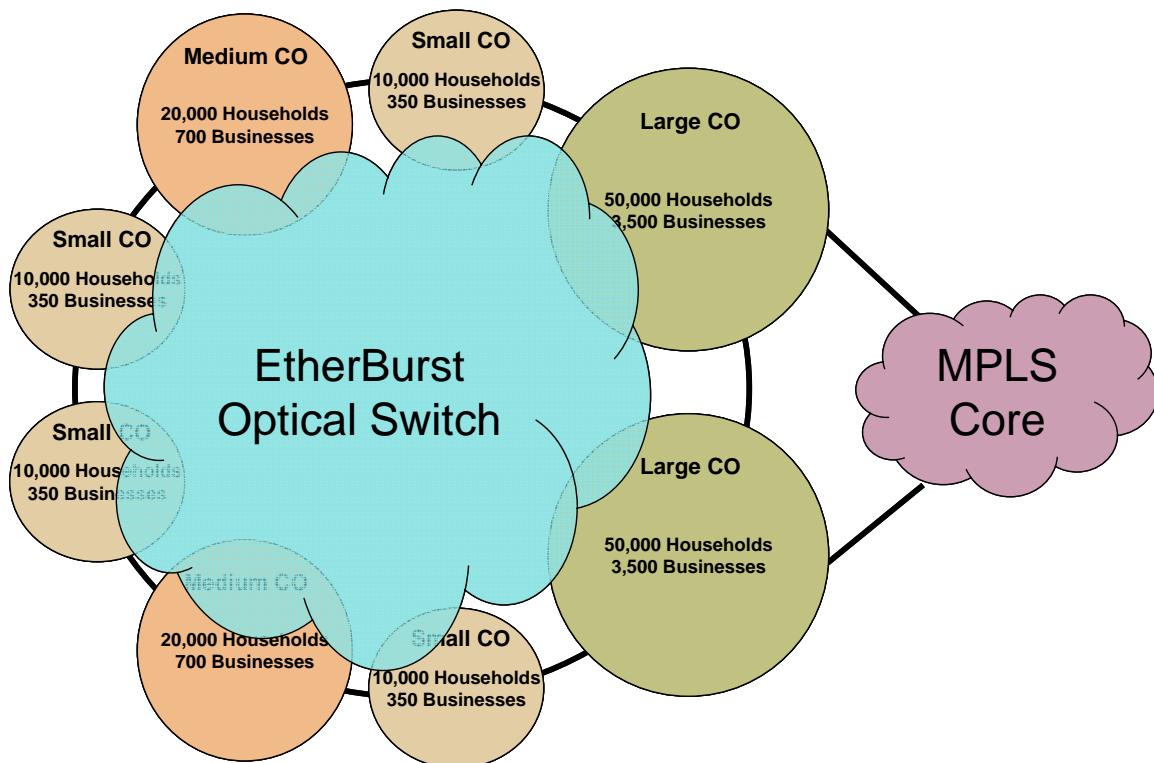 Medium CO
20,000 Households
700 Businesses
Small CO
10,000 Households
350 Businesses
Large CO
50,000 Households
3,500 Businesses
Small CO
10,000 Households
350 Businesses
EtherBurst
Optical Switch
MPLS
Core
Small CO
10,000 Households
350 Businesses
Large CO
50,000 Households
3,500 Businesses
Medium CO
20,000 Households
700 Businesses
Small CO
10,000 Households
350 Businesses